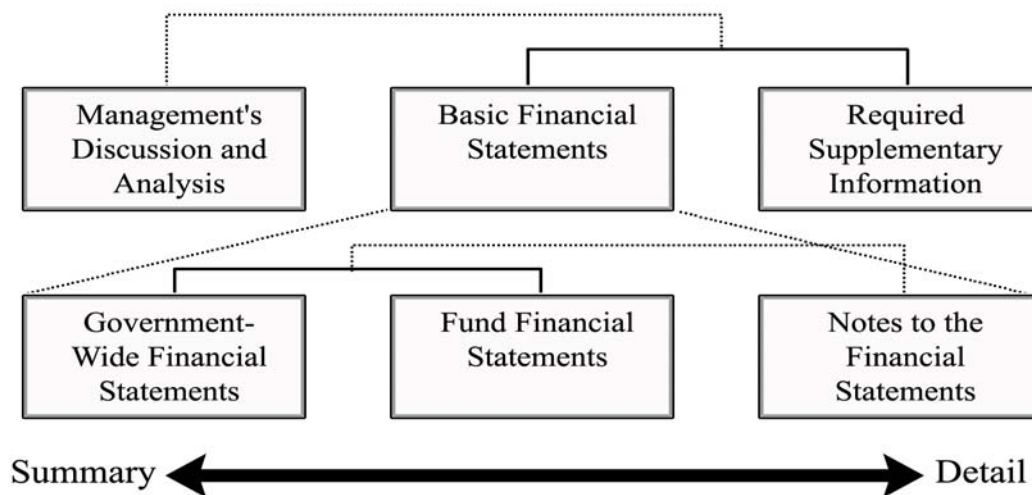 Management's
Discussion and
Analysis
Basic Financial
Statements
Required
Supplementary
Information
Government-
Wide Financial
Statements
Fund Financial
Statements
Notes to the
Financial
Statements
Summary
Detail